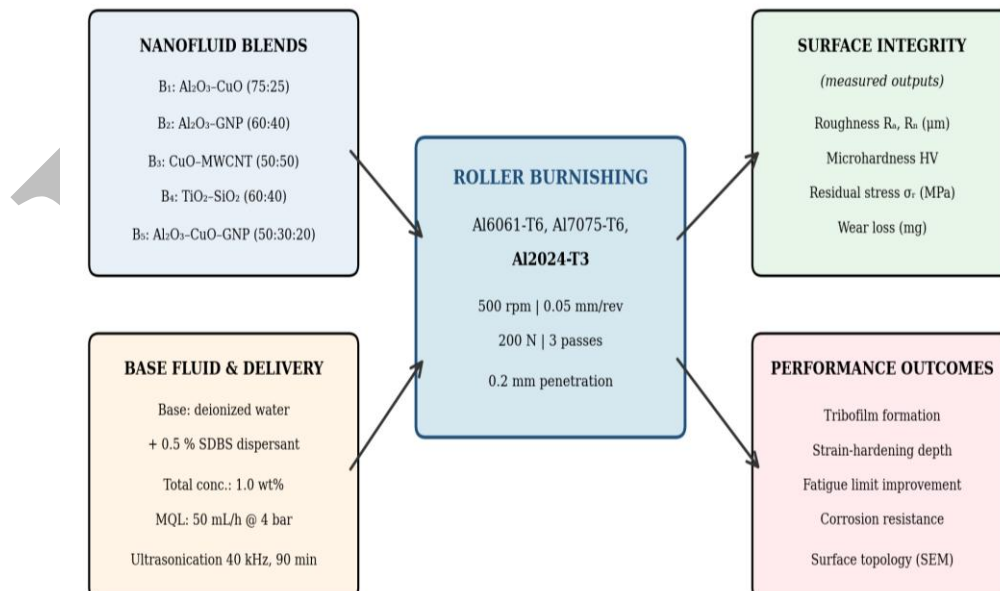 NANOFLUID BLENDS
B₁: Al₂O₃–CuO (75:25)
B₂: Al₂O₃–GNP (60:40)
B₃: CuO–MWCNT (50:50)
B₄: TiO₂–SiO₂ (60:40)
B₅: Al₂O₃–CuO–GNP (50:30:20)
BASE FLUID & DELIVERY
Base: deionized water
+ 0.5 % SDBS dispersant
Total conc.: 1.0 wt%
MQL: 50 mL/h @ 4 bar
Ultrasonication 40 kHz, 90 min
ROLLER BURNISHING
Al6061-T6, Al7075-T6,
Al2024-T3
500 rpm | 0.05 mm/rev
200 N | 3 passes
0.2 mm penetration
SURFACE INTEGRITY
(measured outputs)
Roughness Rₐ, Rₙ (μm)
Microhardness HV
Residual stress σᵣ (MPa)
Wear loss (mg)
PERFORMANCE OUTCOMES
Tribofilm formation
Strain-hardening depth
Fatigue limit improvement
Corrosion resistance
Surface topology (SEM)